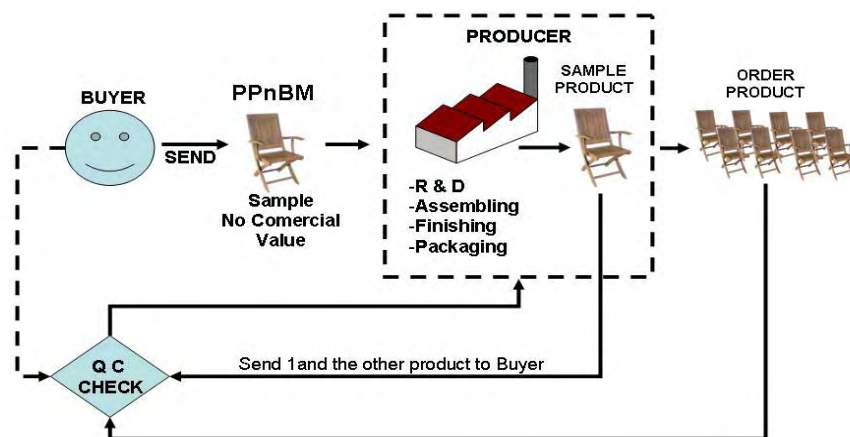 PRODUCER
BUYER
PPnBM
SAMPLE
PRODUCT
ORDER
PRODUCT
SEND
Sample
No Comercial
Value
-R & D
-Assembling
-Finishing
-Packaging
Q C
CHECK
Send 1and the other product to Buyer